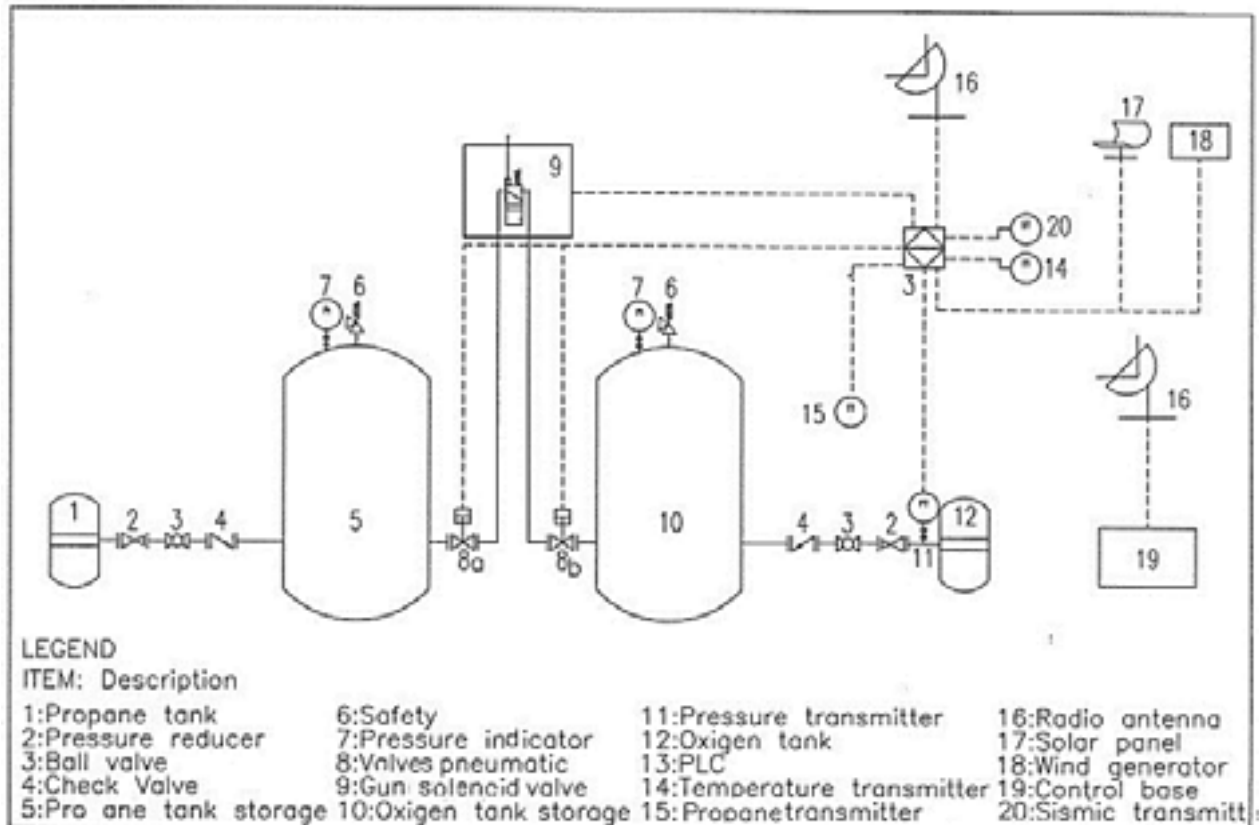 16
17
18
9
20
14
3
7 6
7 6
15
16
1
2 3 4
5
8a
8b
10
4 3 2
11
12
19
LEGEND
ITEM: Description
1:Propane tank
2:Pressure reducer
3:Ball valve
4:Check Valve
5:Pro ane tank storage
6:Safety
7:Pressure indicator
8:Valves pneumatic
9:Gun solenoid valve
10:Oxigen tank storage
11:Pressure transmitter
12:Oxigen tank
13:PLC
14:Temperature transmitter
15:Propanetransmitter
16:Radio antenna
17:Solar panel
18:Wind generator
19:Control base
20:Sismic transmitt